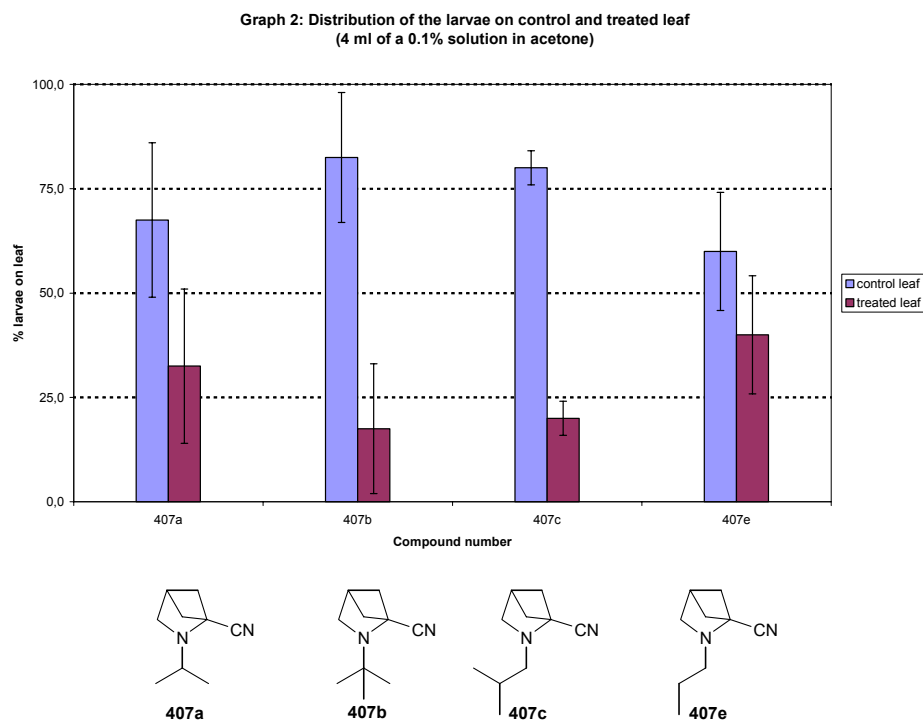 Graph 2: Distribution of the larvae on control and treated leaf
(4 ml of a 0.1% solution in acetone)
100,0
75,0
50,0
25,0
0,0
% larvae on leaf
407a 407b 407c 407e
Compound number
control leaf
treated leaf
N CN N CN N CN N CN
407a 407b 407c 407e